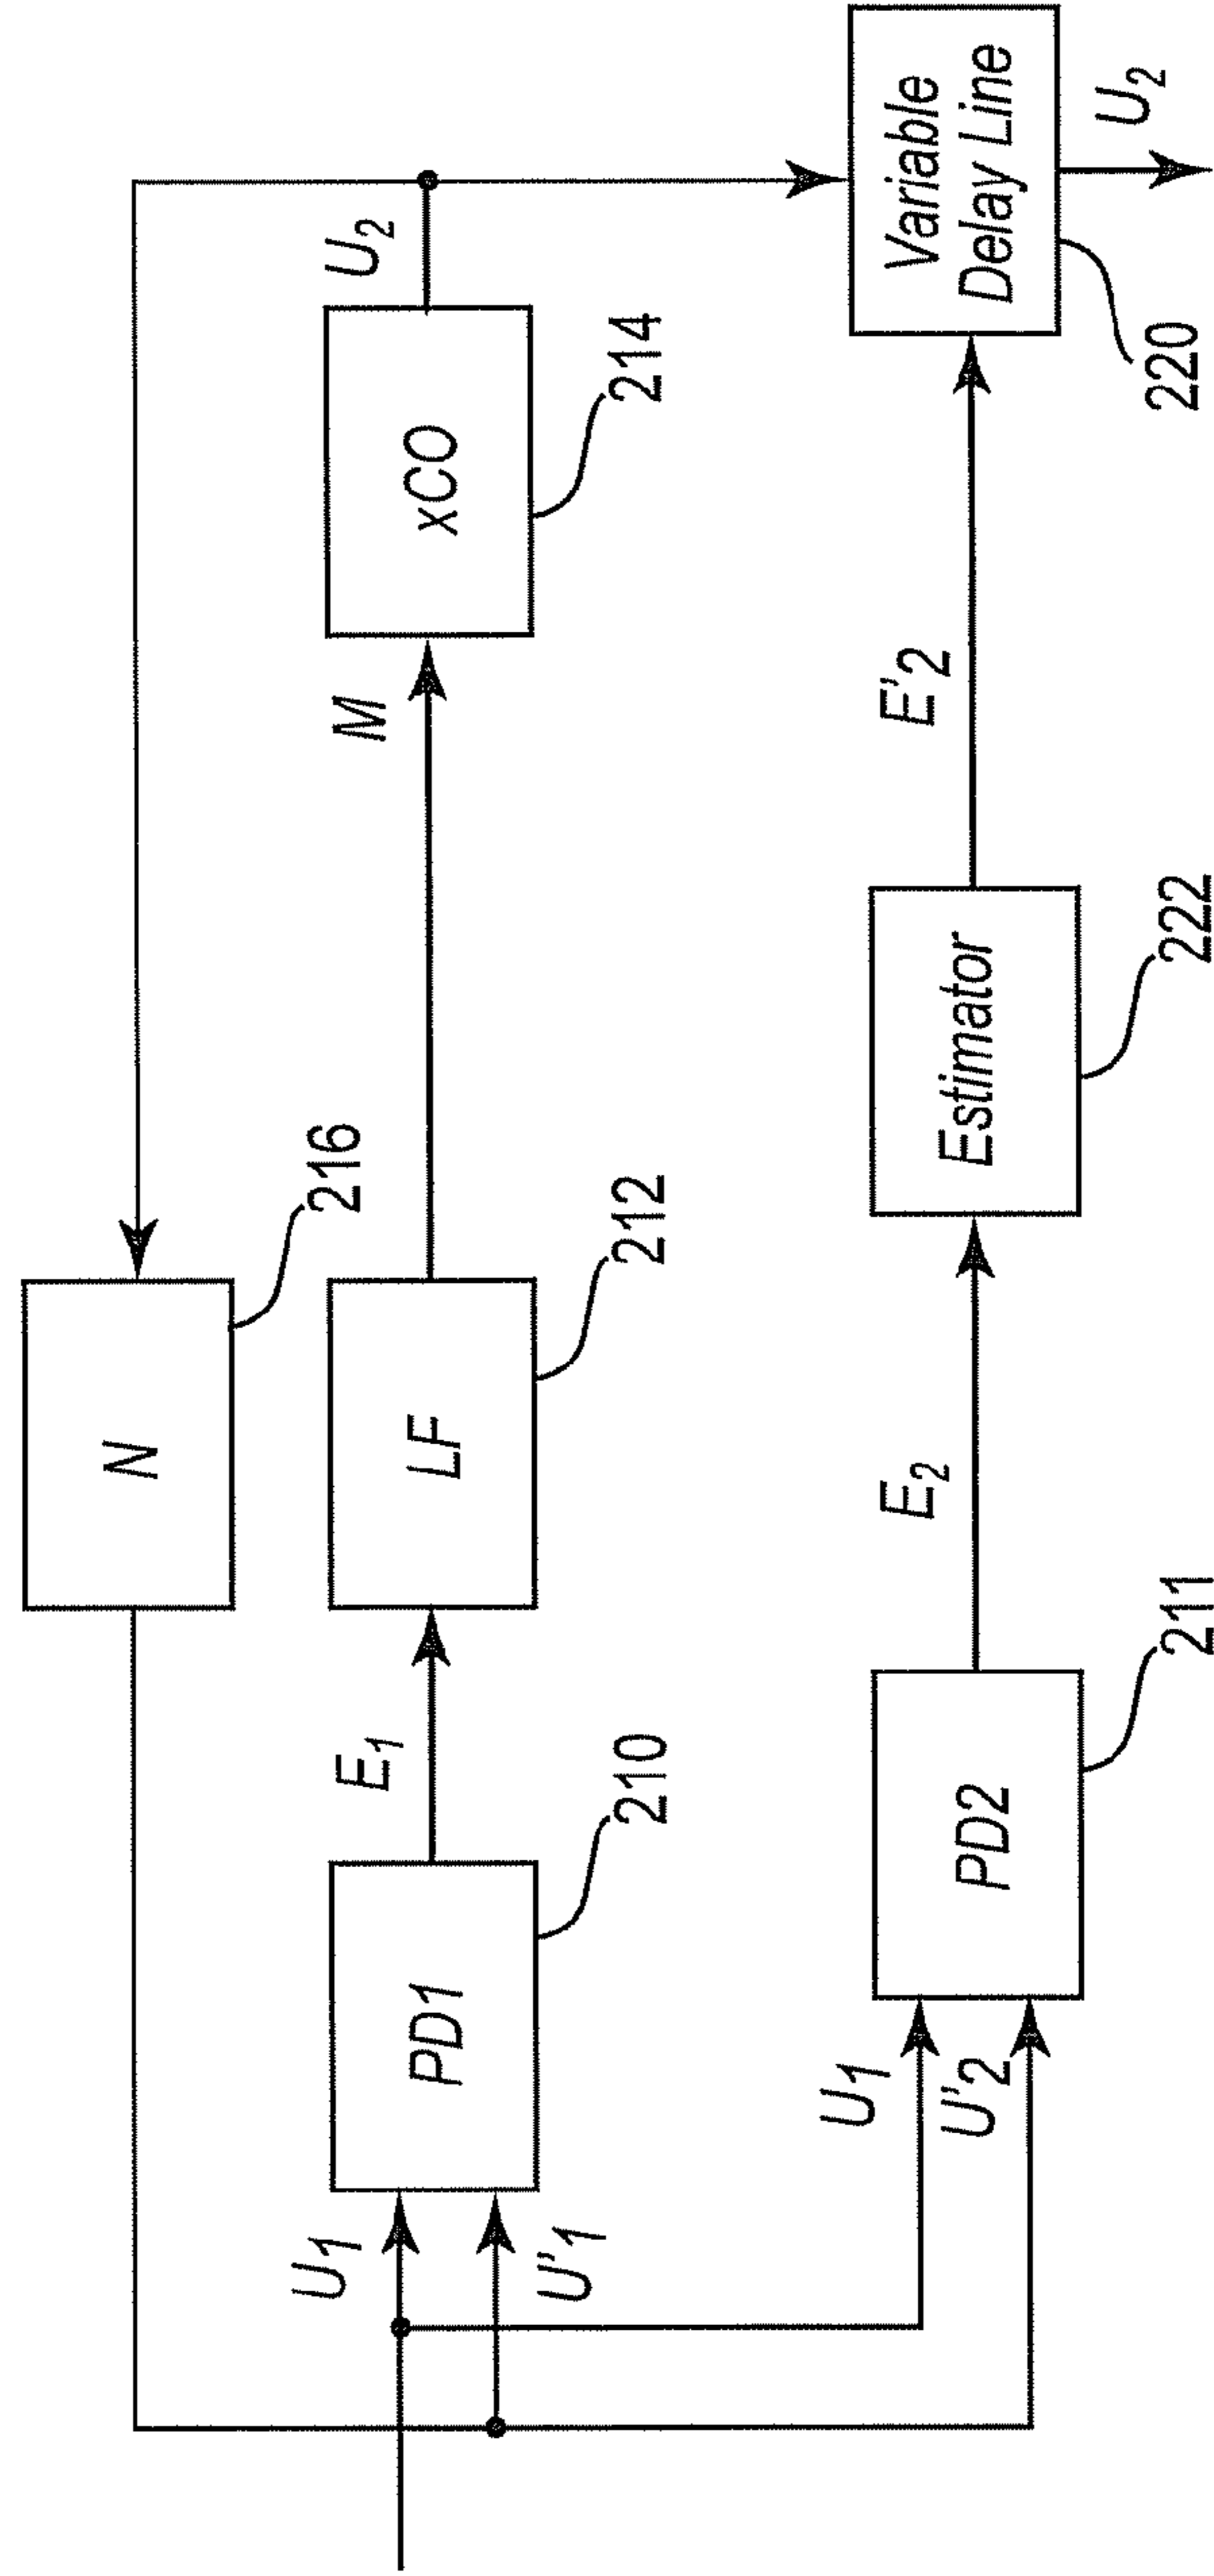 N
216
U1
U'1
PD1
210
E1
LF
212
M
xCO
214
U2
U1
U'2
PD2
211
E2
Estimator
222
E'2
Variable
Delay Line
220
U2